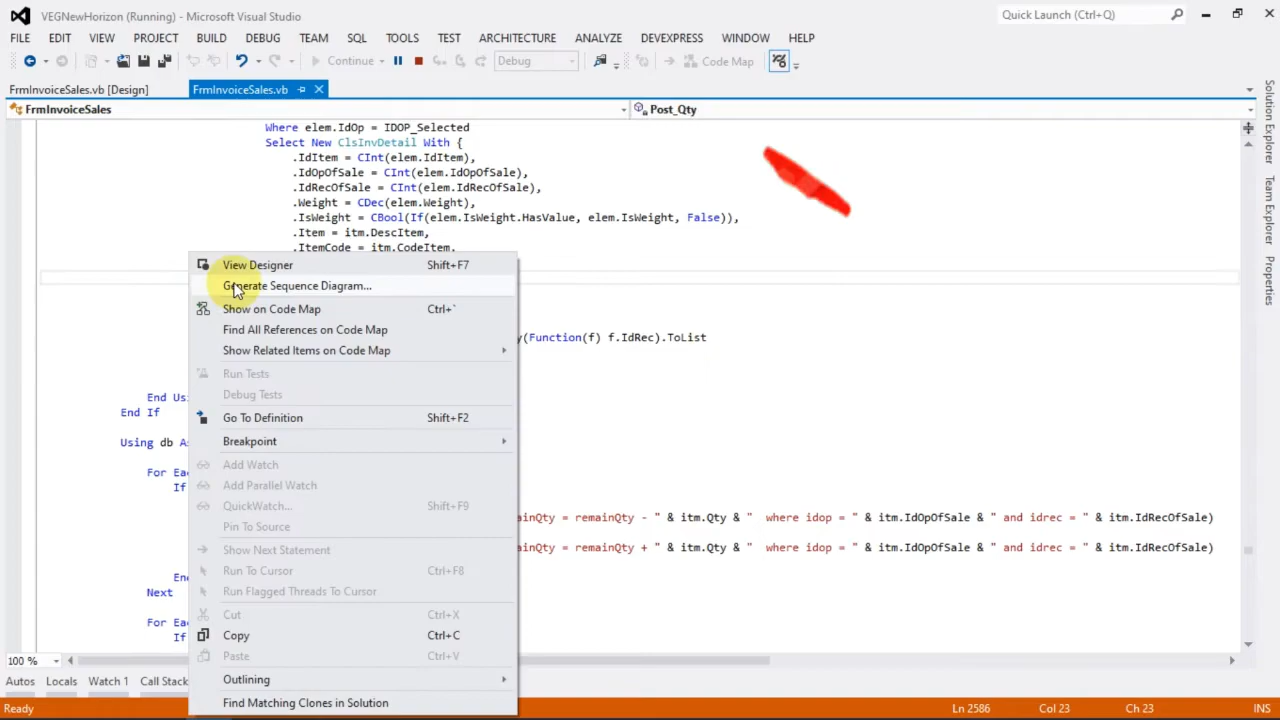 VEGNewHorizon (Running) - Microsoft Visual Studio
Quick Launch (Ctrl+Q)
FILE EDIT VIEW PROJECT BUILD DEBUG TEAM SQL TOOLS TEST ARCHITECTURE ANALYZE DEVEXPRESS WINDOW HELP
Continue Debug Code Map
FrmInvoiceSales.vb [Design] FrmInvoiceSales.vb
FrmInvoiceSales Post_Qty
Where elem.IdOp = IDOP_Selected
Select New ClsInvDetail With {
.IdItem = CInt(elem.IdItem),
.IdOpOfSale = CInt(elem.IdOpOfSale),
.IdRecOfSale = CInt(elem.IdRecOfSale),
.Weight = CDec(elem.Weight),
.IsWeight = CBool(If(elem.IsWeight.HasValue, elem.IsWeight, False)),
.Item = itm.DescItem,
.ItemCode = itm.CodeItem,
View Designer Shift+F7
Generate Sequence Diagram...
Show on Code Map Ctrl+`
Find All References on Code Map
y(Function(f) f.IdRec).ToList
Show Related Items on Code Map
Run Tests
Debug Tests
End Us
End If
Go To Definition Shift+F2
Using db As
Breakpoint
Add Watch
For Eac
If
Add Parallel Watch
QuickWatch... Shift+F9
ainQty = remainQty - " & itm.Qty & "  where idop = " & itm.IdOpOfSale & " and idrec = " & itm.IdRecOfSale)
Pin To Source
Show Next Statement
ainQty = remainQty + " & itm.Qty & "  where idop = " & itm.IdOpOfSale & " and idrec = " & itm.IdRecOfSale)
Run To Cursor Ctrl+F8
End
Next
Run Flagged Threads To Cursor
Cut Ctrl+X
For Eac
If
Copy Ctrl+C
Paste Ctrl+V
Outlining
Find Matching Clones in Solution
100 %
Autos Locals Watch 1 Call Stack
Ready Ln 2586 Col 23 Ch 23 INS
Solution Explorer
Team Explorer
Properties